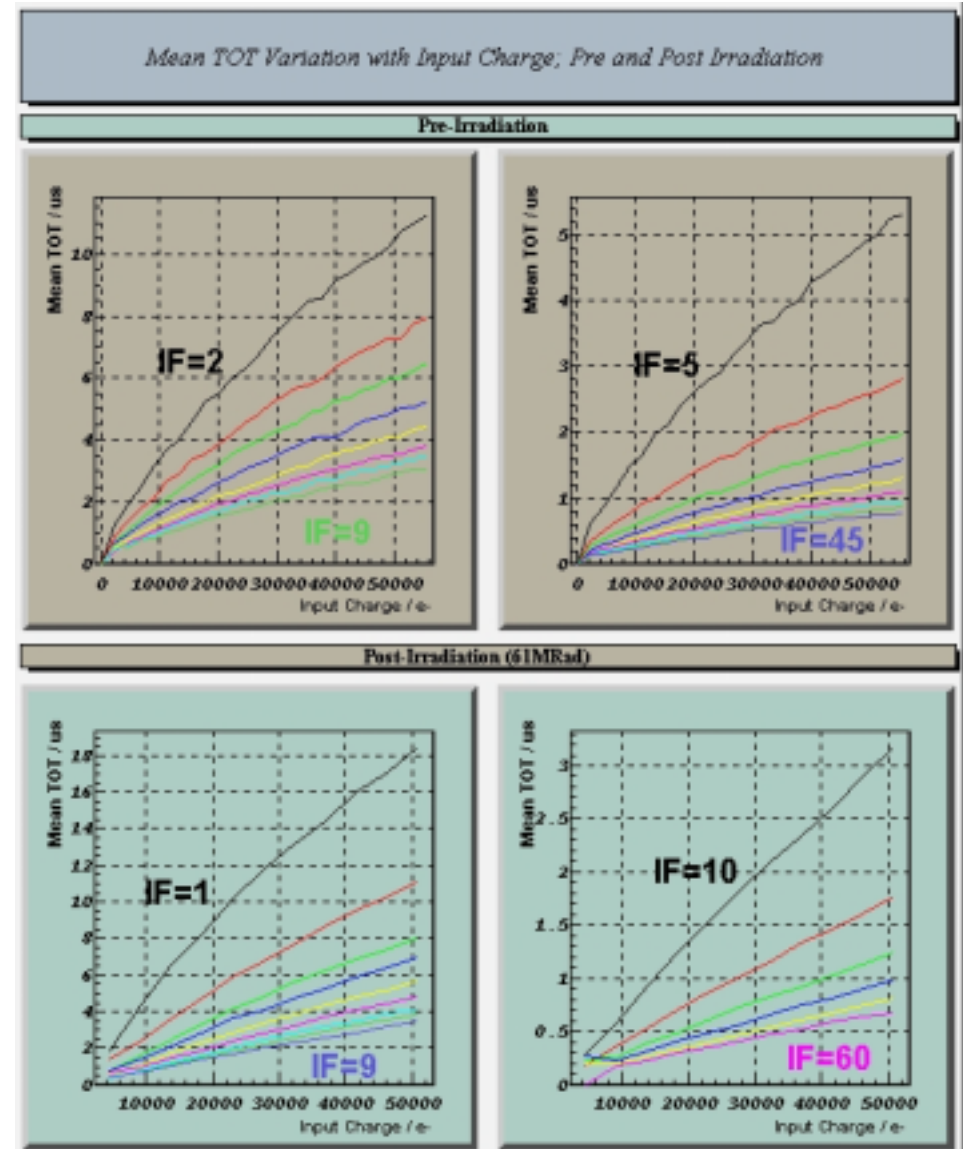 Mean TOT Variation with Input Charge; Pre and Post Irradiation
Pre-Irradiation
Mean TOT / us
10
8
6
4
2
0
IF=2
IF=9
0 10000 20000 30000 40000 50000
Input Charge / e-
Mean TOT / us
5
4
3
2
1
0
IF=5
IF=45
0 10000 20000 30000 40000 50000
Input Charge / e-
Post-Irradiation (61MRad)
Mean TOT / us
18
16
14
12
10
8
6
4
2
0
IF=1
IF=9
10000 20000 30000 40000 50000
Input Charge / e-
Mean TOT / us
3
2.5
2
1.5
1
0.5
0
IF=10
IF=60
10000 20000 30000 40000 50000
Input Charge / e-